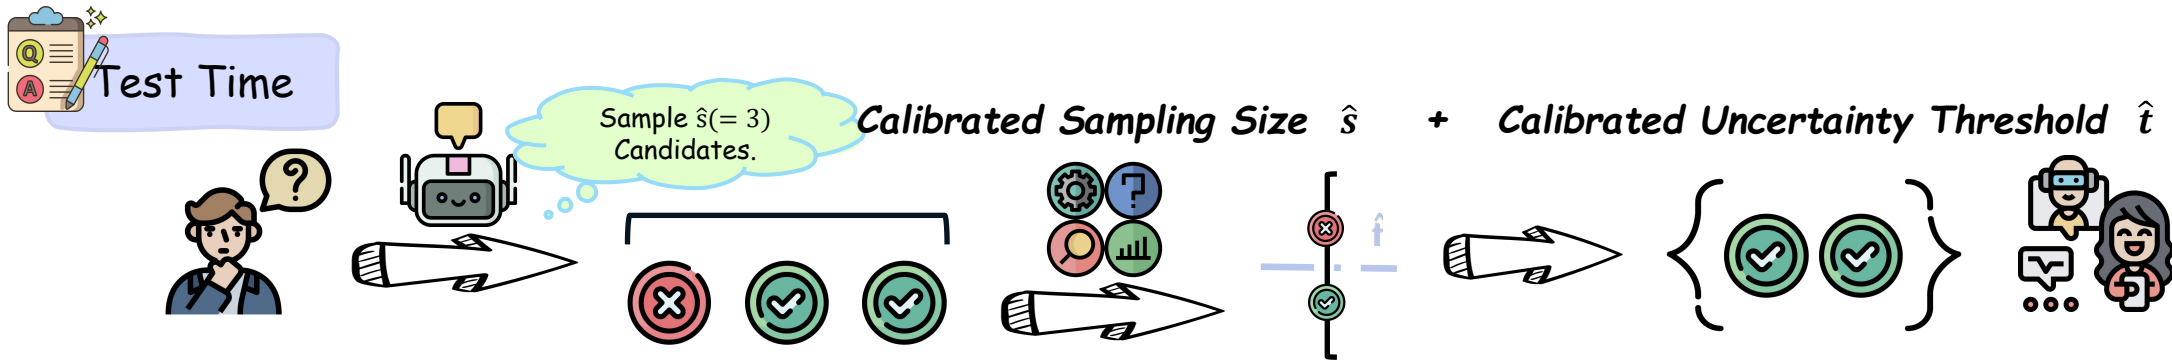 Q
A
Test Time
Sample ŝ(= 3)
Candidates.
Calibrated Sampling Size ŝ + Calibrated Uncertainty Threshold t̂
?
?
t̂